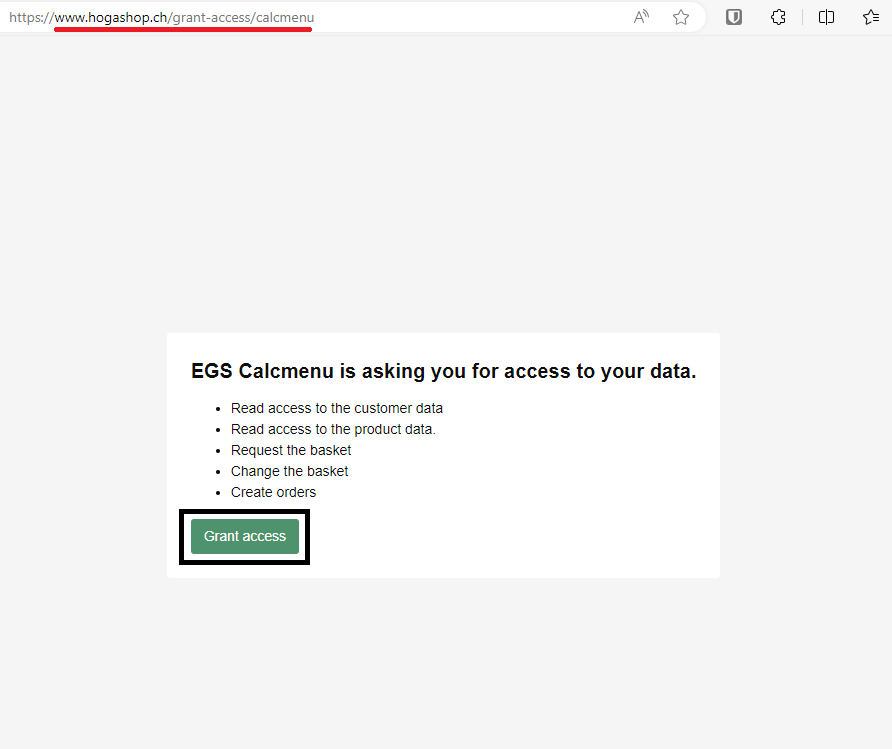 https://www.hogashop.ch/grant-access/calcmenu
EGS Calcmenu is asking you for access to your data.
Read access to the customer data
Read access to the product data.
Request the basket
Change the basket
Create orders
Grant access